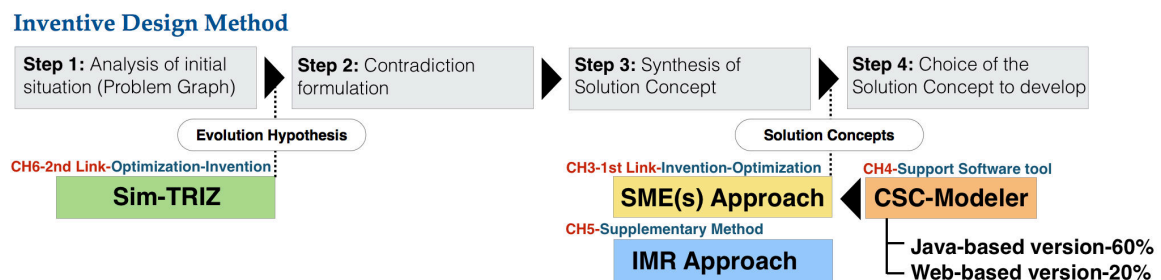 Inventive Design Method
Step 1: Analysis of initial
situation (Problem Graph)
Step 2: Contradiction
formulation
Step 3: Synthesis of
Solution Concept
Step 4: Choice of the
Solution Concept to develop
Evolution Hypothesis
Solution Concepts
CH6-2nd Link-Optimization-Invention
Sim-TRIZ
CH3-1st Link-Invention-Optimization
SME(s) Approach
CH4-Support Software tool
CSC-Modeler
CH5-Supplementary Method
IMR Approach
Java-based version-60%
Web-based version-20%